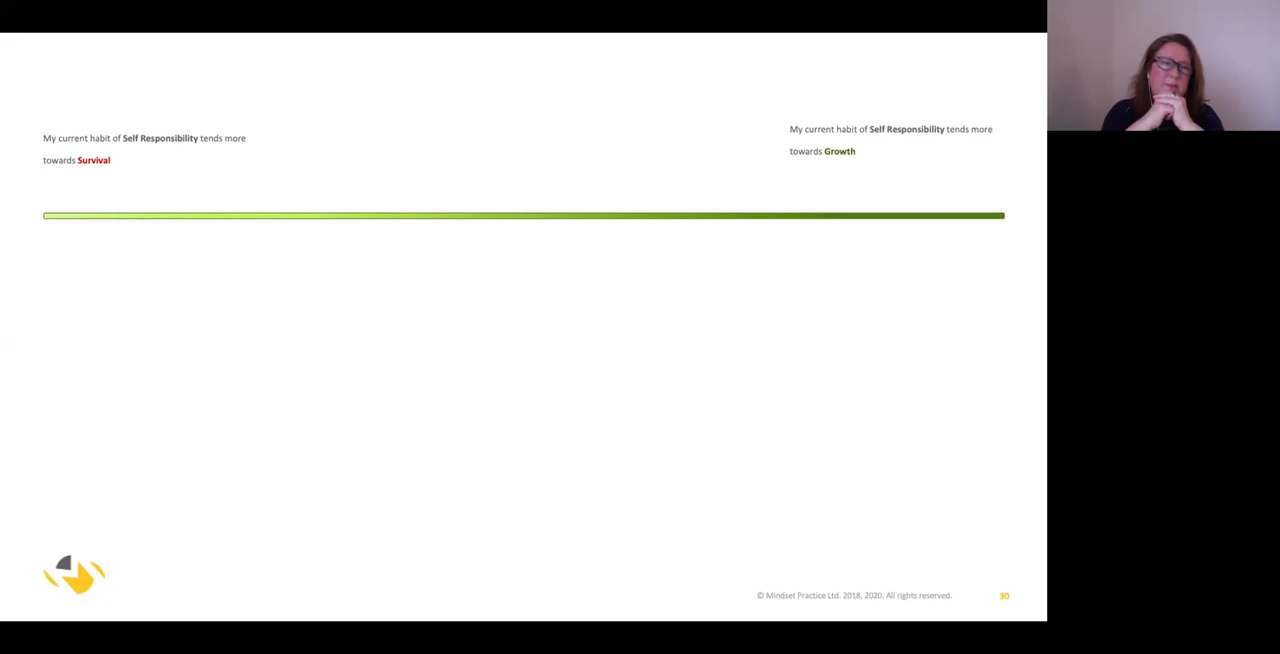 My current habit of Self Responsibility tends more
towards Survival
My current habit of Self Responsibility tends more
towards Growth
© Mindset Practice Ltd. 2018, 2020. All rights reserved.
30